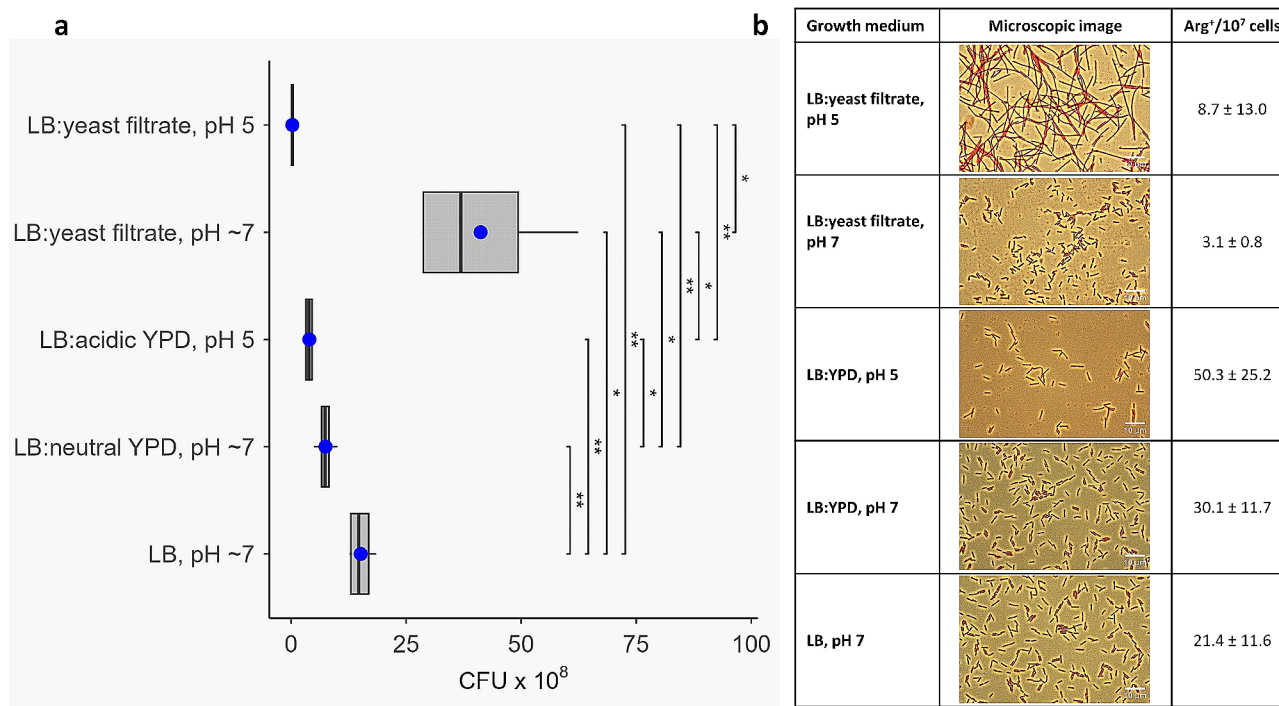 a
LB:yeast filtrate, pH 5
LB:yeast filtrate, pH ~7
LB:acidic YPD, pH 5
LB:neutral YPD, pH ~7
LB, pH ~7
0
25
50
75
100
CFU x 10⁸
**
**
*
*
**
*
**
*
**
*
b
Growth medium
Microscopic image
Arg⁺/10⁷ cells
LB:yeast filtrate,
pH 5
8.7 ± 13.0
LB:yeast filtrate,
pH 7
3.1 ± 0.8
LB:YPD, pH 5
10 µm
50.3 ± 25.2
LB:YPD, pH 7
10 µm
30.1 ± 11.7
LB, pH 7
10 µm
21.4 ± 11.6